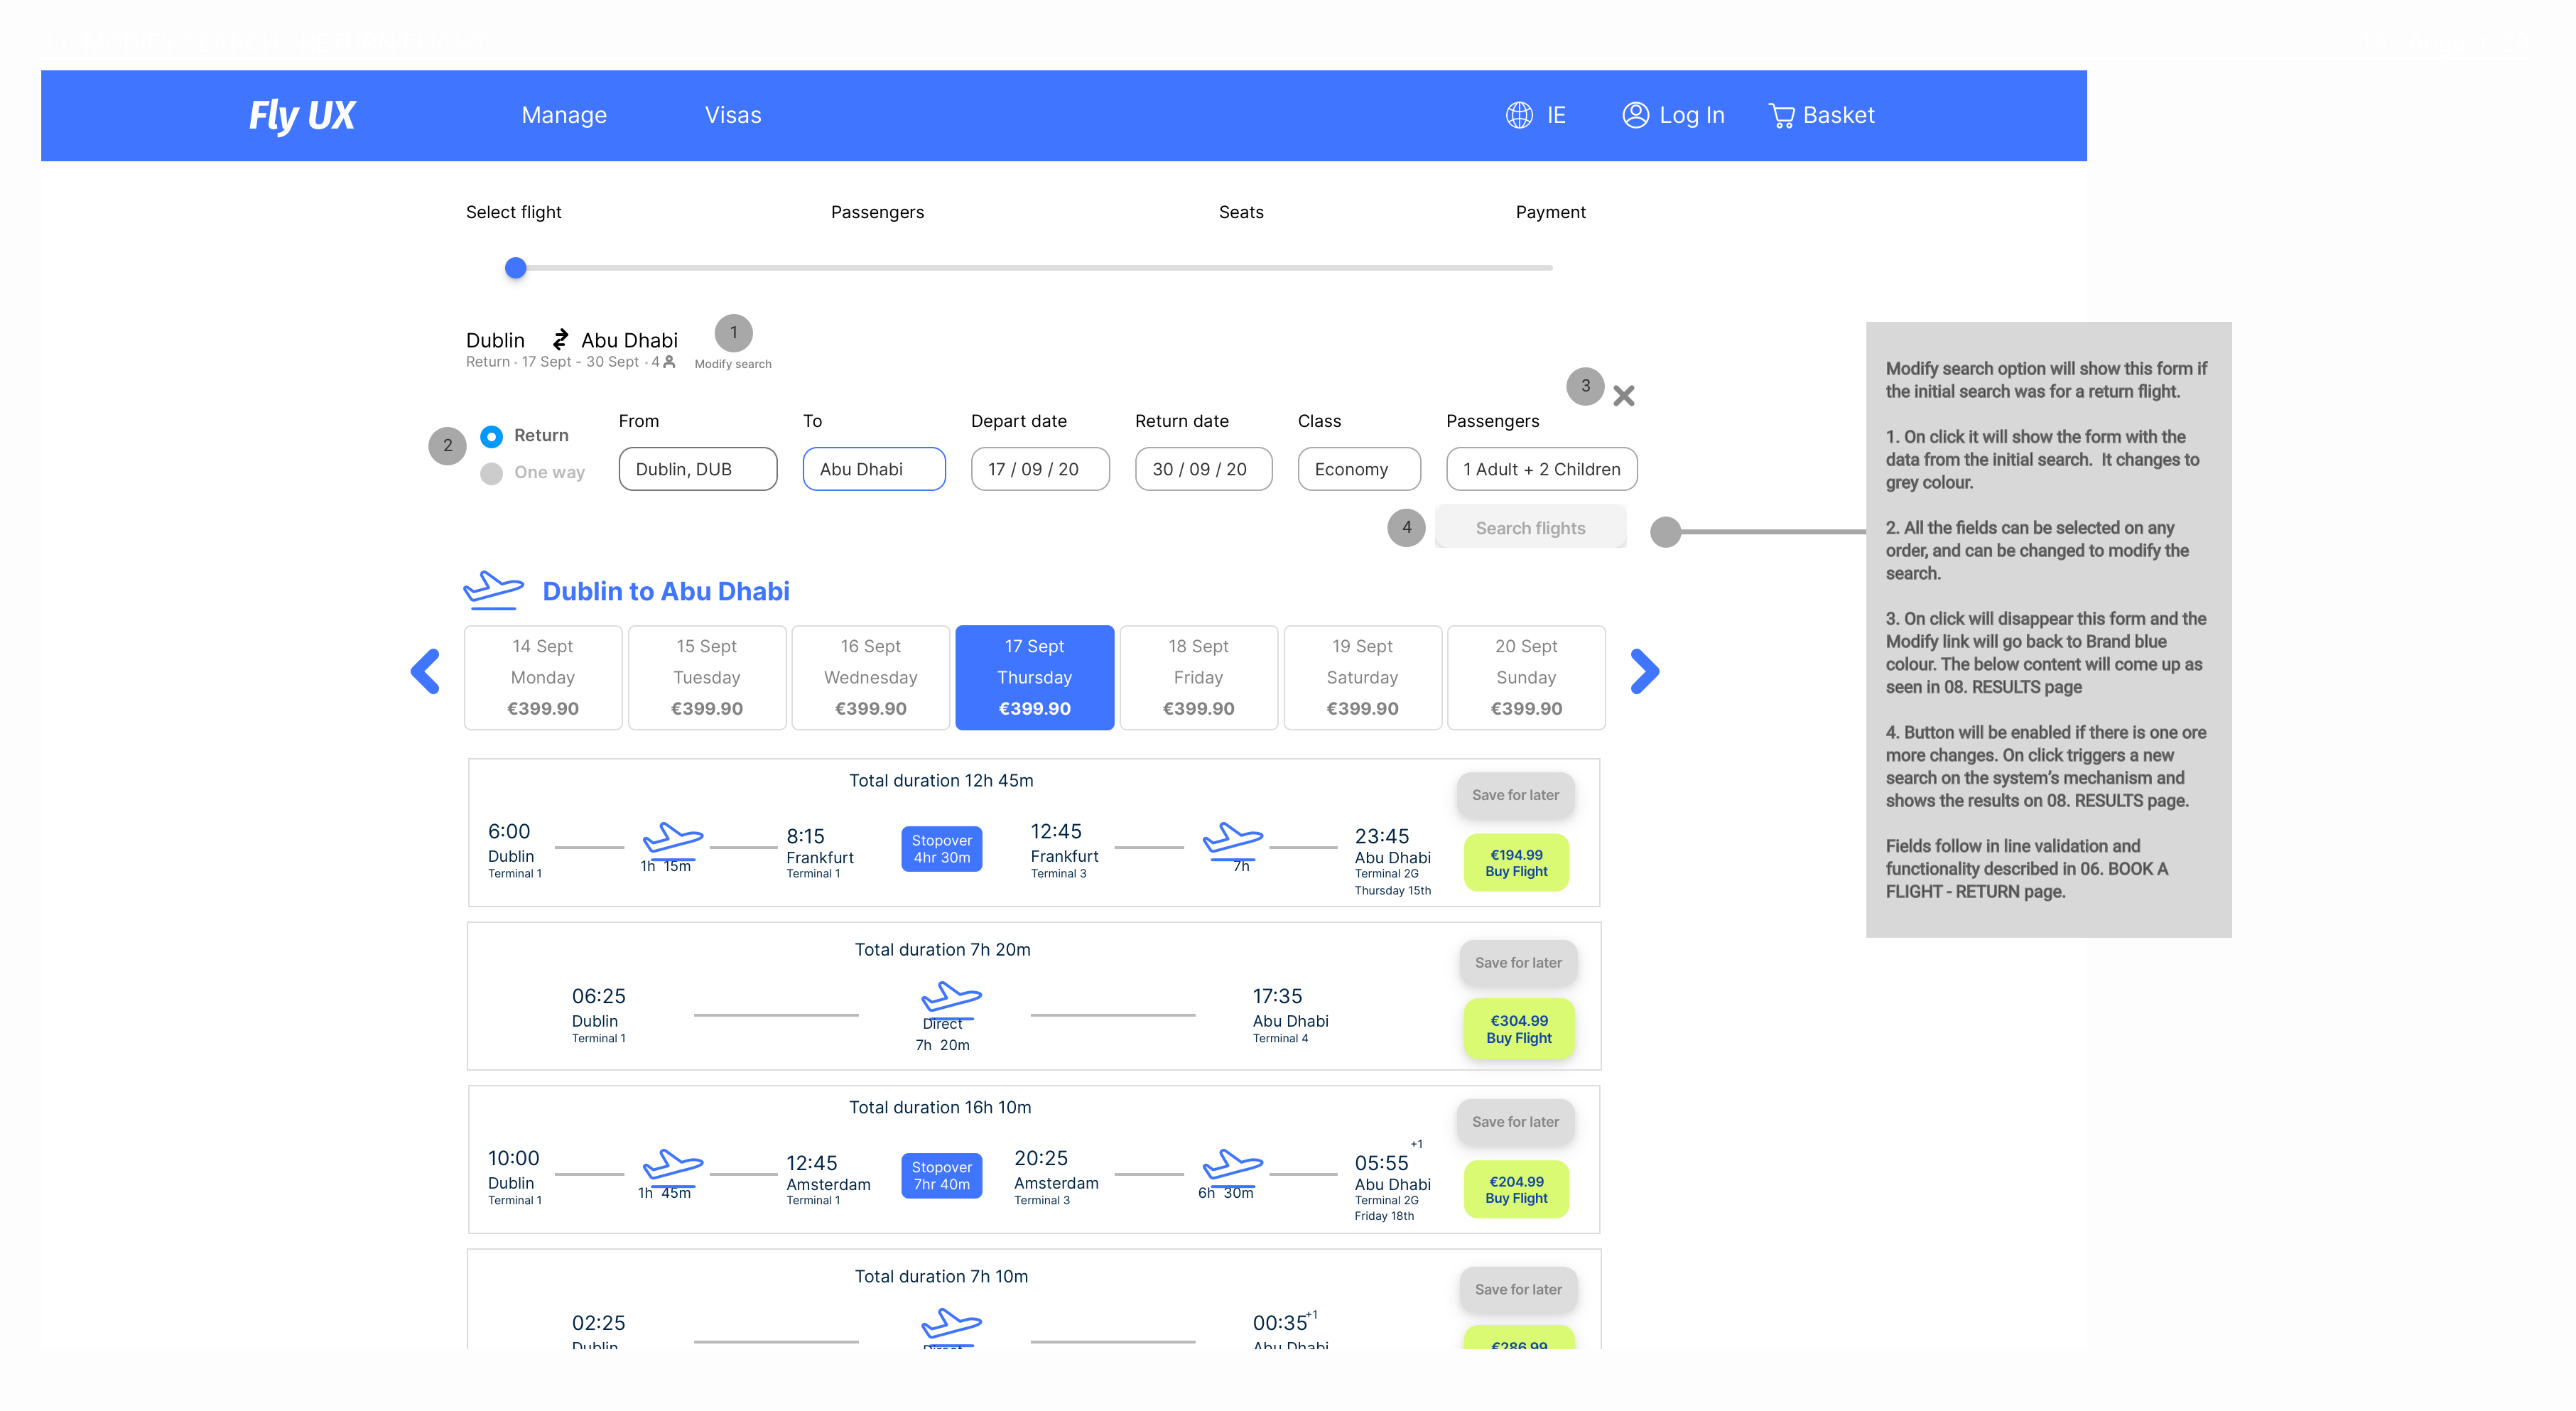 Fly UX
Manage
Visas
IE
Log In
Basket
Select flight
Passengers
Seats
Payment
Dublin
Abu Dhabi
Return · 17 Sept - 30 Sept · 4
1
Modify search
3
2
Return
One way
From
Dublin, DUB
To
Abu Dhabi
Depart date
17 / 09 / 20
Return date
30 / 09 / 20
Class
Economy
Passengers
1 Adult + 2 Children
4
Search flights
Dublin to Abu Dhabi
14 Sept
Monday
€399.90
15 Sept
Tuesday
€399.90
16 Sept
Wednesday
€399.90
17 Sept
Thursday
€399.90
18 Sept
Friday
€399.90
19 Sept
Saturday
€399.90
20 Sept
Sunday
€399.90
Total duration 12h 45m
6:00
Dublin
Terminal 1
1h 15m
8:15
Frankfurt
Terminal 1
Stopover
4hr 30m
12:45
Frankfurt
Terminal 3
7h
23:45
Abu Dhabi
Terminal 2G
Thursday 15th
Save for later
€194.99
Buy Flight
Total duration 7h 20m
06:25
Dublin
Terminal 1
Direct
7h 20m
17:35
Abu Dhabi
Terminal 4
Save for later
€304.99
Buy Flight
Total duration 16h 10m
10:00
Dublin
Terminal 1
1h 45m
12:45
Amsterdam
Terminal 1
Stopover
7hr 40m
20:25
Amsterdam
Terminal 3
6h 30m
+1
05:55
Abu Dhabi
Terminal 2G
Friday 18th
Save for later
€204.99
Buy Flight
Total duration 7h 10m
02:25
Dublin
Direct
00:35+1
Abu Dhabi
Save for later
€286.99
Modify search option will show this form if
the initial search was for a return flight.
1. On click it will show the form with the
data from the initial search. It changes to
grey colour.
2. All the fields can be selected on any
order, and can be changed to modify the
search.
3. On click will disappear this form and the
Modify link will go back to Brand blue
colour. The below content will come up as
seen in 08. RESULTS page
4. Button will be enabled if there is one ore
more changes. On click triggers a new
search on the system's mechanism and
shows the results on 08. RESULTS page.
Fields follow in line validation and
functionality described in 06. BOOK A
FLIGHT - RETURN page.